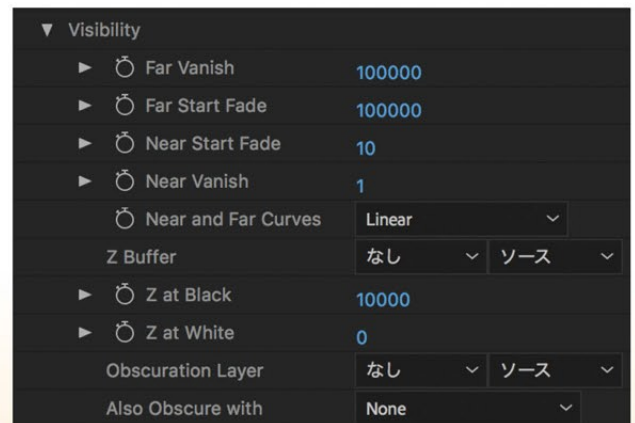 Visibility
Far Vanish 100000
Far Start Fade 100000
Near Start Fade 10
Near Vanish 1
Near and Far Curves Linear
Z Buffer なし ソース
Z at Black 10000
Z at White 0
Obscuration Layer なし ソース
Also Obscure with None